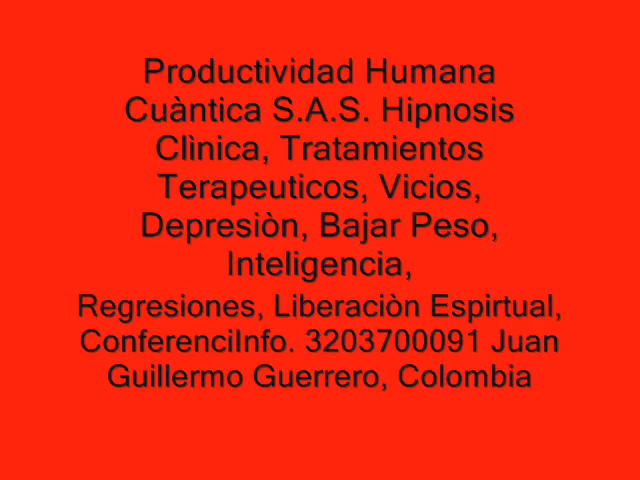 Productividad Humana
Cuàntica S.A.S. Hipnosis
Clìnica, Tratamientos
Terapeuticos, Vicios,
Depresiòn, Bajar Peso,
Inteligencia,
Regresiones, Liberaciòn Espirtual,
ConferenciInfo. 3203700091 Juan
Guillermo Guerrero, Colombia